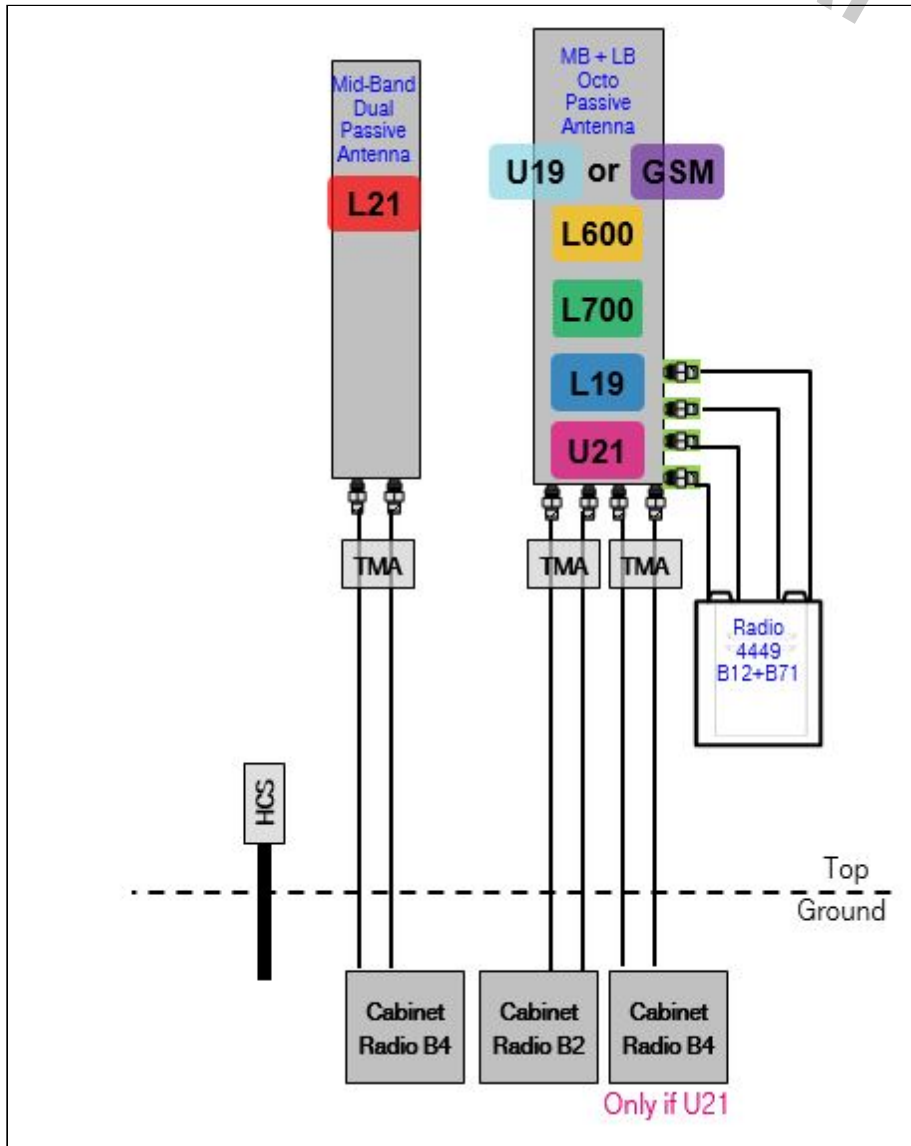 Mid-Band
Dual
Passive
Antenna
L21
MB + LB
Octo
Passive
Antenna
U19 or GSM
L600
L700
L19
U21
TMA
TMA
TMA
Radio
4449
B12+B71
HCS
Top
Ground
Cabinet
Radio B4
Cabinet
Radio B2
Cabinet
Radio B4
Only if U21